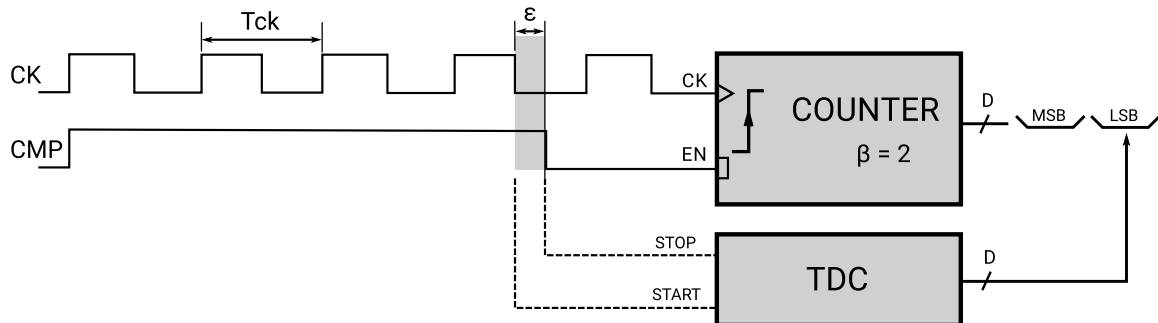 Tck
ε
CK
CMP
CK
EN
COUNTER
β = 2
D
MSB
LSB
STOP
START
TDC
D